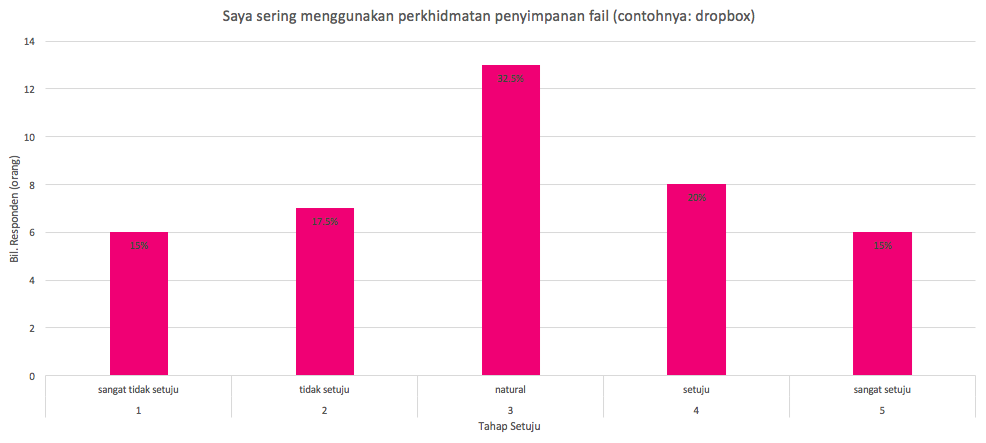 Saya sering menggunakan perkhidmatan penyimpanan fail (contohnya: dropbox)
14
12
10
8
6
4
2
0
Bil. Responden (orang)
15%
17.5%
32.5%
20%
15%
sangat tidak setuju
tidak setuju
natural
setuju
sangat setuju
1
2
3
4
5
Tahap Setuju